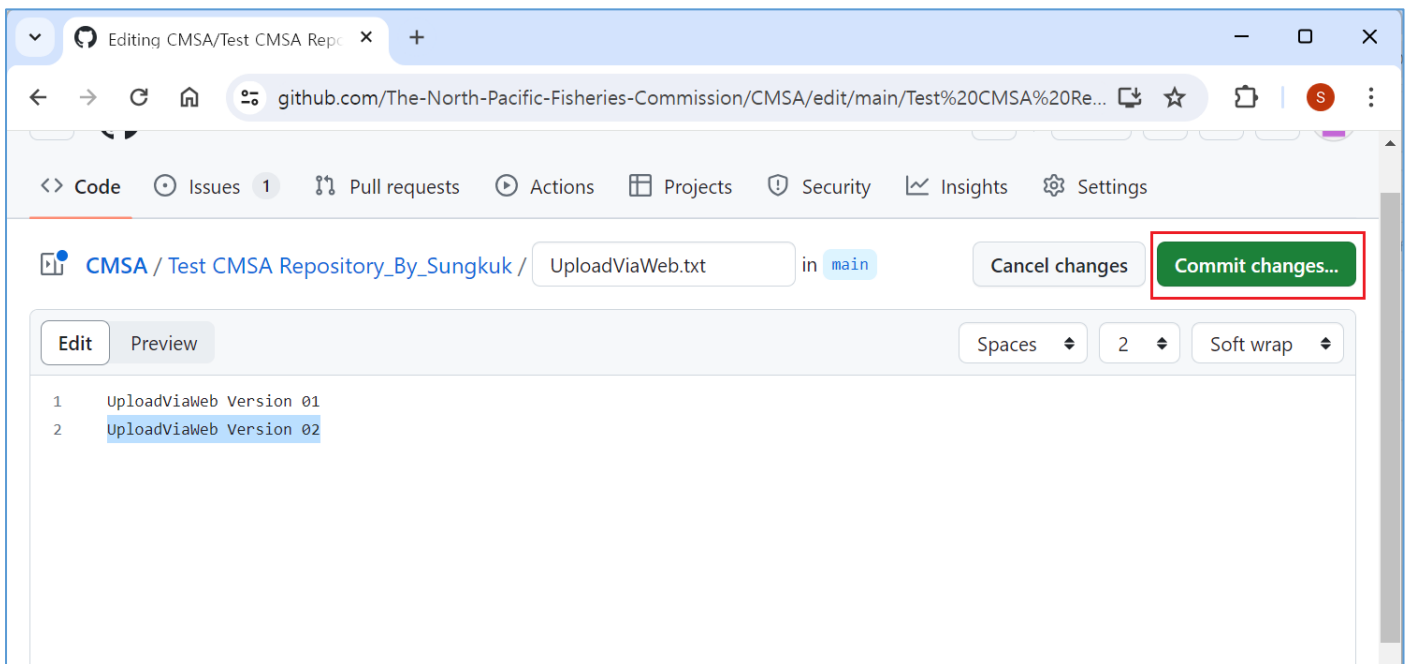 Editing CMSA/Test CMSA Repo
github.com/The-North-Pacific-Fisheries-Commission/CMSA/edit/main/Test%20CMSA%20Re... S
Code Issues 1 Pull requests Actions Projects Security Insights Settings
CMSA / Test CMSA Repository_By_Sungkuk / UploadViaWeb.txt in main Cancel changes Commit changes...
Edit Preview Spaces 2 Soft wrap
1 UploadViaWeb Version 01
2 UploadViaWeb Version 02